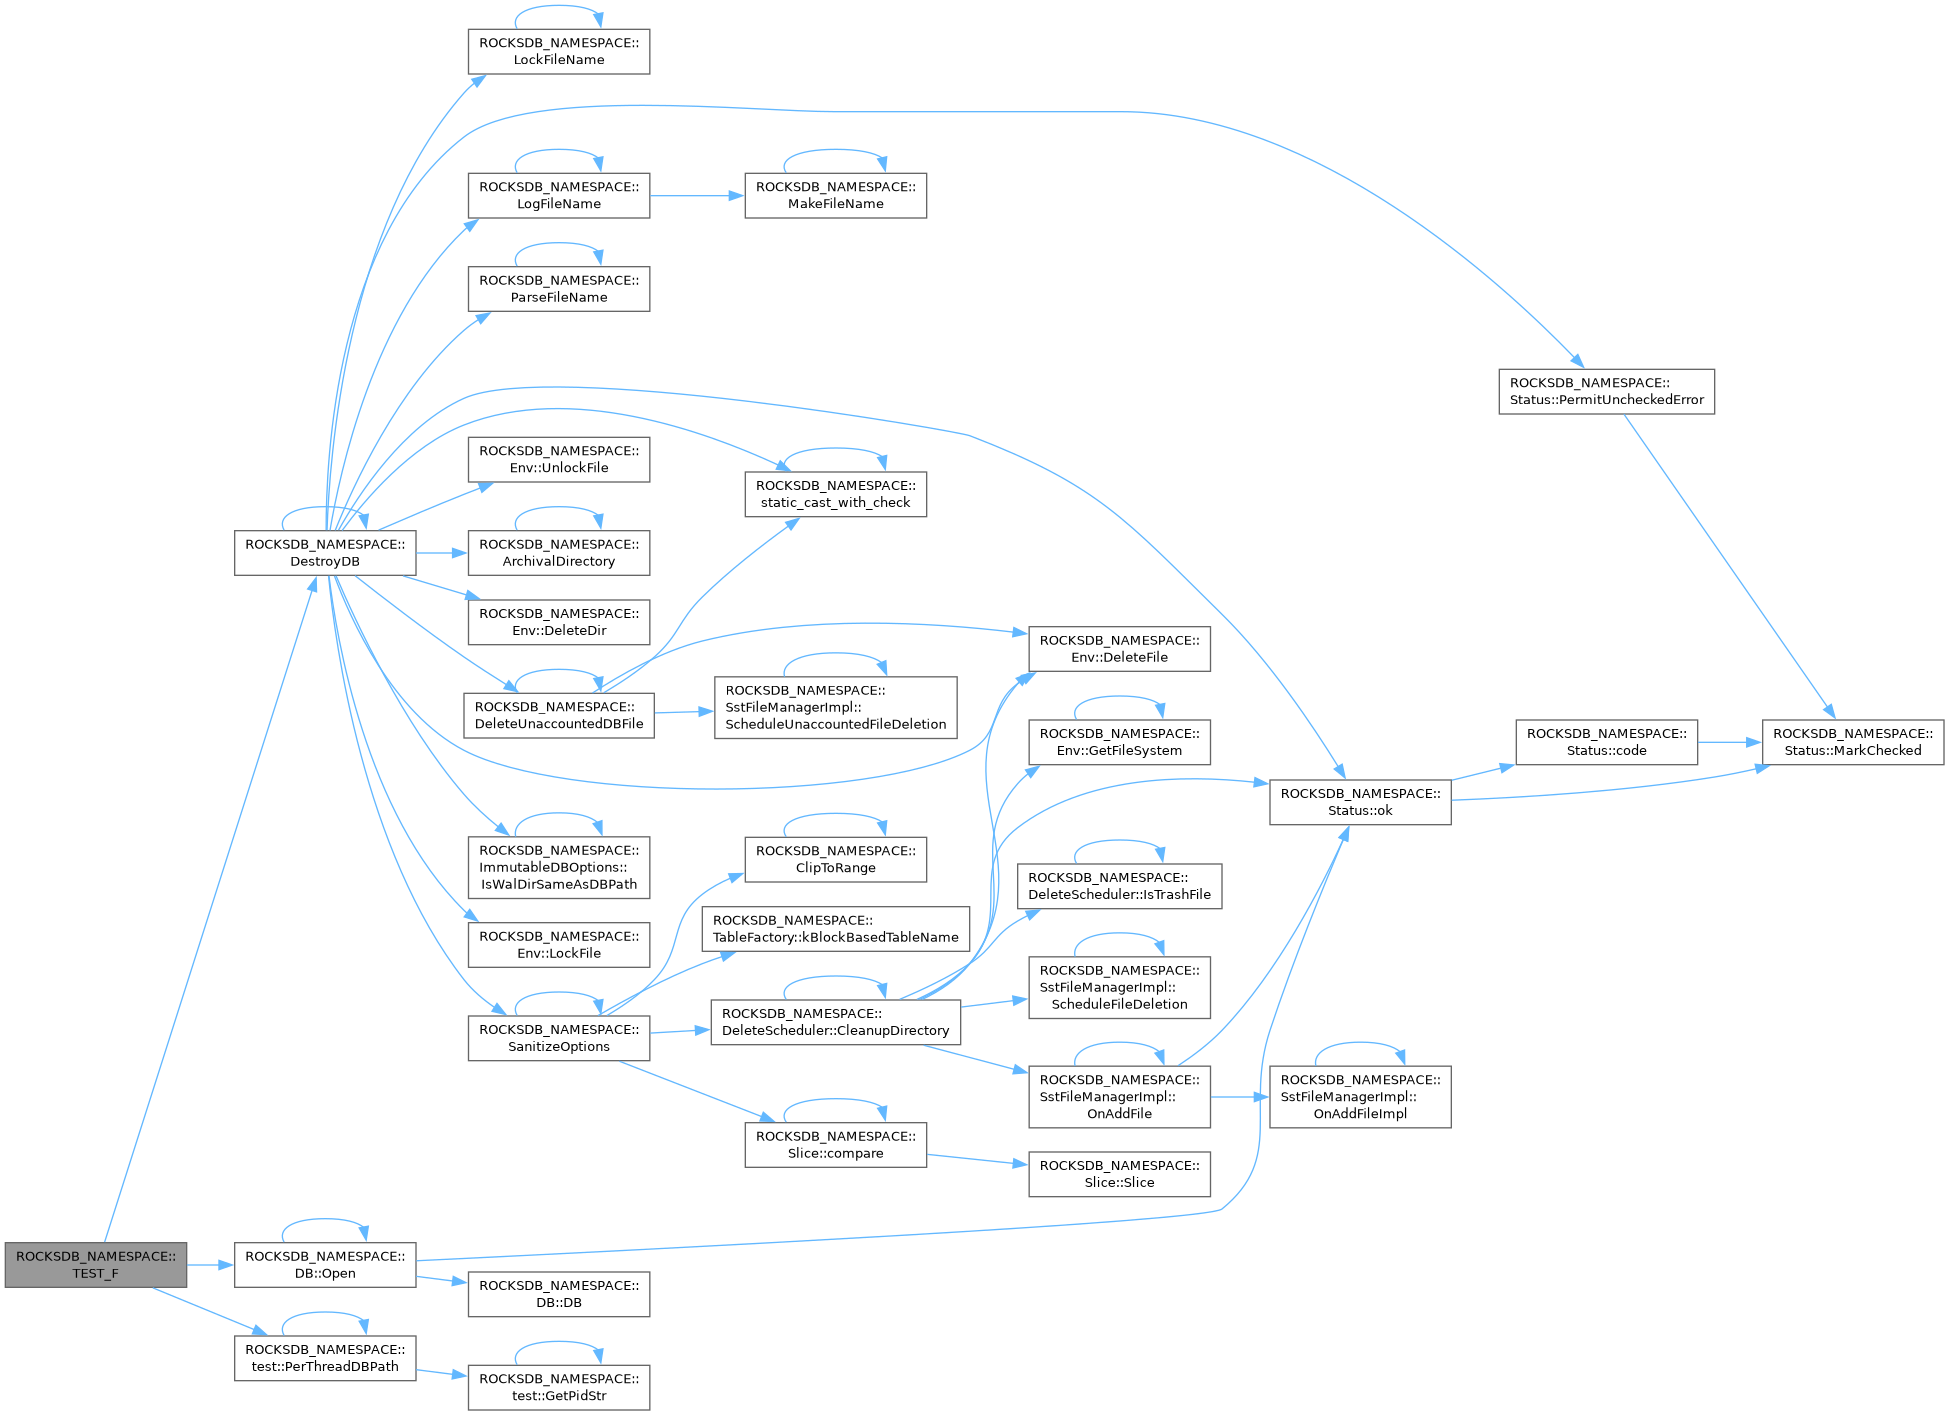 ROCKSDB_NAMESPACE::
LockFileName
ROCKSDB_NAMESPACE::
LogFileName
ROCKSDB_NAMESPACE::
MakeFileName
ROCKSDB_NAMESPACE::
ParseFileName
ROCKSDB_NAMESPACE::
Status::PermitUncheckedError
ROCKSDB_NAMESPACE::
Env::UnlockFile
ROCKSDB_NAMESPACE::
static_cast_with_check
ROCKSDB_NAMESPACE::
DestroyDB
ROCKSDB_NAMESPACE::
ArchivalDirectory
ROCKSDB_NAMESPACE::
Env::DeleteDir
ROCKSDB_NAMESPACE::
Env::DeleteFile
ROCKSDB_NAMESPACE::
DeleteUnaccountedDBFile
ROCKSDB_NAMESPACE::
SstFileManagerImpl::
ScheduleUnaccountedFileDeletion
ROCKSDB_NAMESPACE::
Env::GetFileSystem
ROCKSDB_NAMESPACE::
Status::code
ROCKSDB_NAMESPACE::
Status::MarkChecked
ROCKSDB_NAMESPACE::
Status::ok
ROCKSDB_NAMESPACE::
ImmutableDBOptions::
IsWalDirSameAsDBPath
ROCKSDB_NAMESPACE::
ClipToRange
ROCKSDB_NAMESPACE::
DeleteScheduler::IsTrashFile
ROCKSDB_NAMESPACE::
TableFactory::kBlockBasedTableName
ROCKSDB_NAMESPACE::
Env::LockFile
ROCKSDB_NAMESPACE::
SstFileManagerImpl::
ScheduleFileDeletion
ROCKSDB_NAMESPACE::
DeleteScheduler::CleanupDirectory
ROCKSDB_NAMESPACE::
SanitizeOptions
ROCKSDB_NAMESPACE::
SstFileManagerImpl::
OnAddFile
ROCKSDB_NAMESPACE::
SstFileManagerImpl::
OnAddFileImpl
ROCKSDB_NAMESPACE::
Slice::compare
ROCKSDB_NAMESPACE::
Slice::Slice
ROCKSDB_NAMESPACE::
TEST_F
ROCKSDB_NAMESPACE::
DB::Open
ROCKSDB_NAMESPACE::
DB::DB
ROCKSDB_NAMESPACE::
test::PerThreadDBPath
ROCKSDB_NAMESPACE::
test::GetPidStr